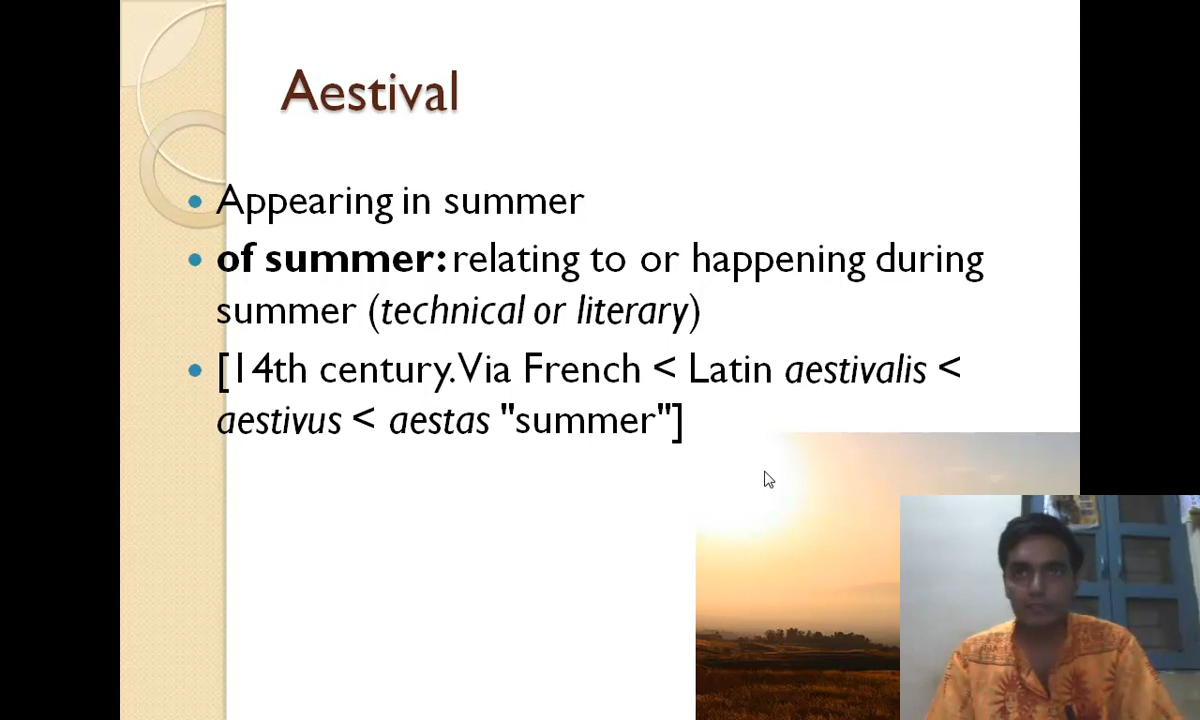 Aestival
Appearing in summer
of summer: relating to or happening during
summer (technical or literary)
[14th century. Via French < Latin aestivalis <
aestivus < aestas "summer"]